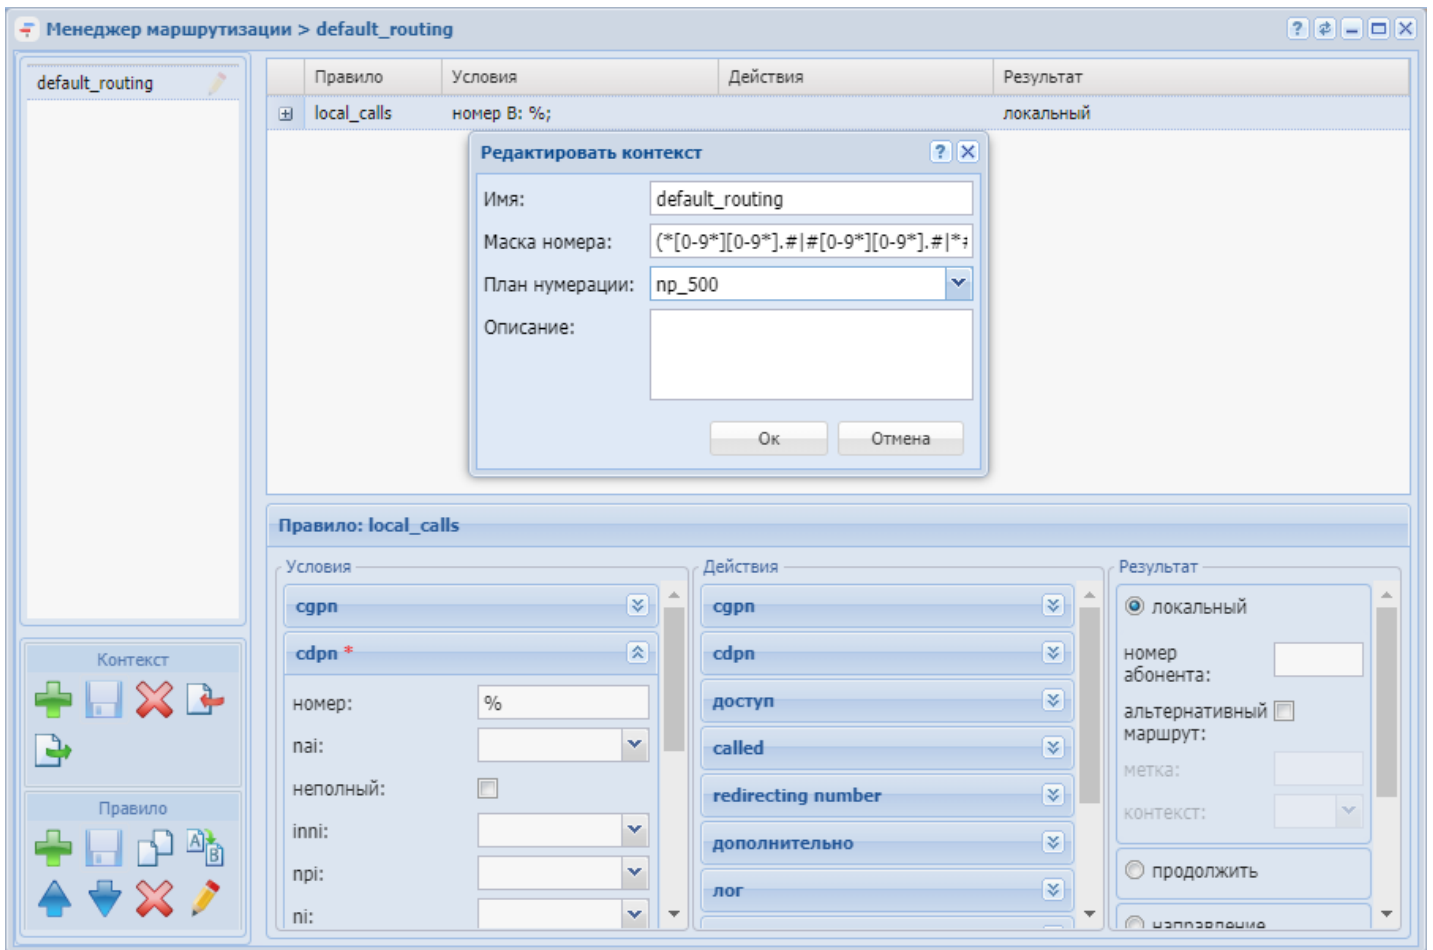 Менеджер маршрутизации > default_routing
default_routing
Правило Условия Действия Результат
local_calls номер B: %; локальный
Редактировать контекст
Имя: default_routing
Маска номера: (*[0-9*][0-9*].#|#[0-9*][0-9*].#|*#
План нумерации: np_500
Описание:
Ок Отмена
Правило: local_calls
Условия
cgpn
cdpn *
номер: %
nai:
неполный:
inni:
npi:
ni:
Действия
cgpn
cdpn
доступ
called
redirecting number
дополнительно
лог
Результат
локальный
номер
абонента:
альтернативный
маршрут:
метка:
контекст:
продолжить
направление
Контекст
Правило